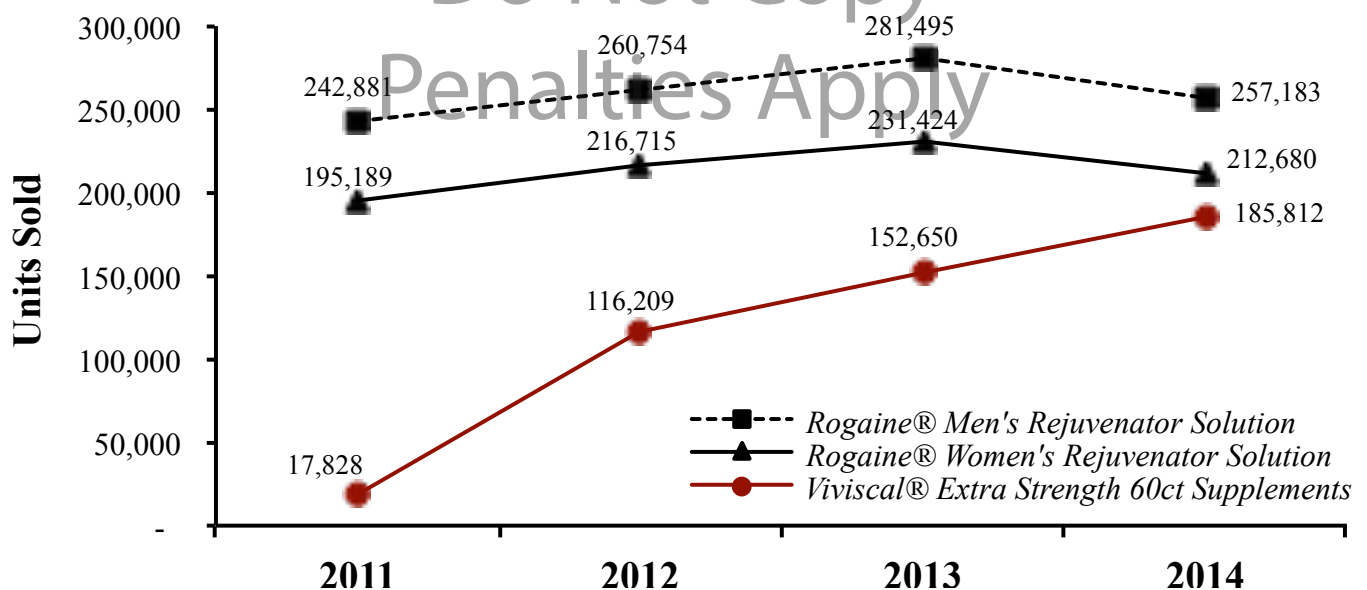 Do Not Copy
Penalties Apply
Units Sold
300,000
250,000
200,000
150,000
100,000
50,000
-
242,881
260,754
281,495
257,183
195,189
216,715
231,424
212,680
17,828
116,209
152,650
185,812
Rogaine® Men's Rejuvenator Solution
Rogaine® Women's Rejuvenator Solution
Viviscal® Extra Strength 60ct Supplements
2011 2012 2013 2014